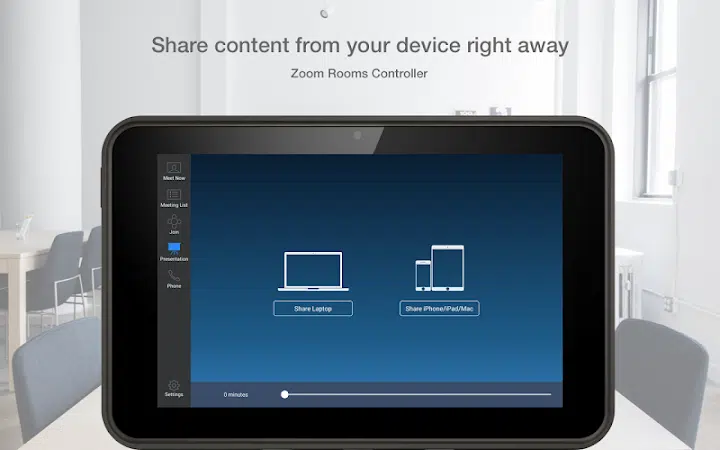 Share content from your device right away
Zoom Rooms Controller
Meet Now
Meeting List
Join
Presentation
Phone
Share Laptop
Share iPhone/iPad/Mac
Settings
0 minutes